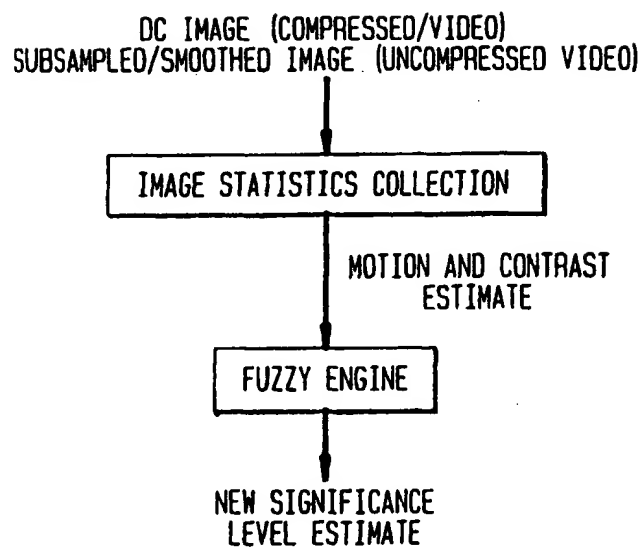 DC IMAGE (COMPRESSED/VIDEO)
SUBSAMPLED/SMOOTHED IMAGE (UNCOMPRESSED VIDEO)
IMAGE STATISTICS COLLECTION
MOTION AND CONTRAST
ESTIMATE
FUZZY ENGINE
NEW SIGNIFICANCE
LEVEL ESTIMATE